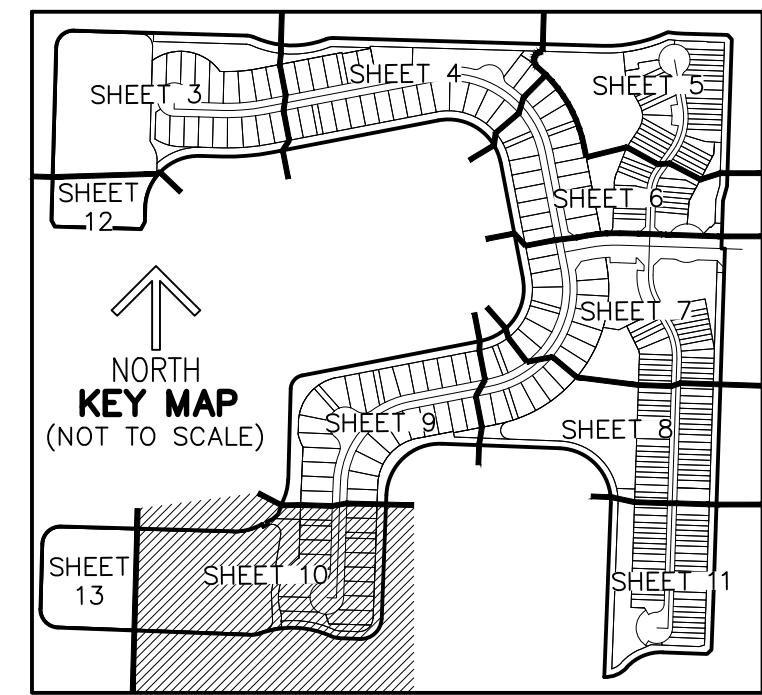 SHEET 3
SHEET 4
SHEET 5
SHEET
12
SHEET 6
SHEET 7
NORTH
KEY MAP
(NOT TO SCALE)
SHEET 9
SHEET 8
SHEET
13
SHEET 10
SHEET 11